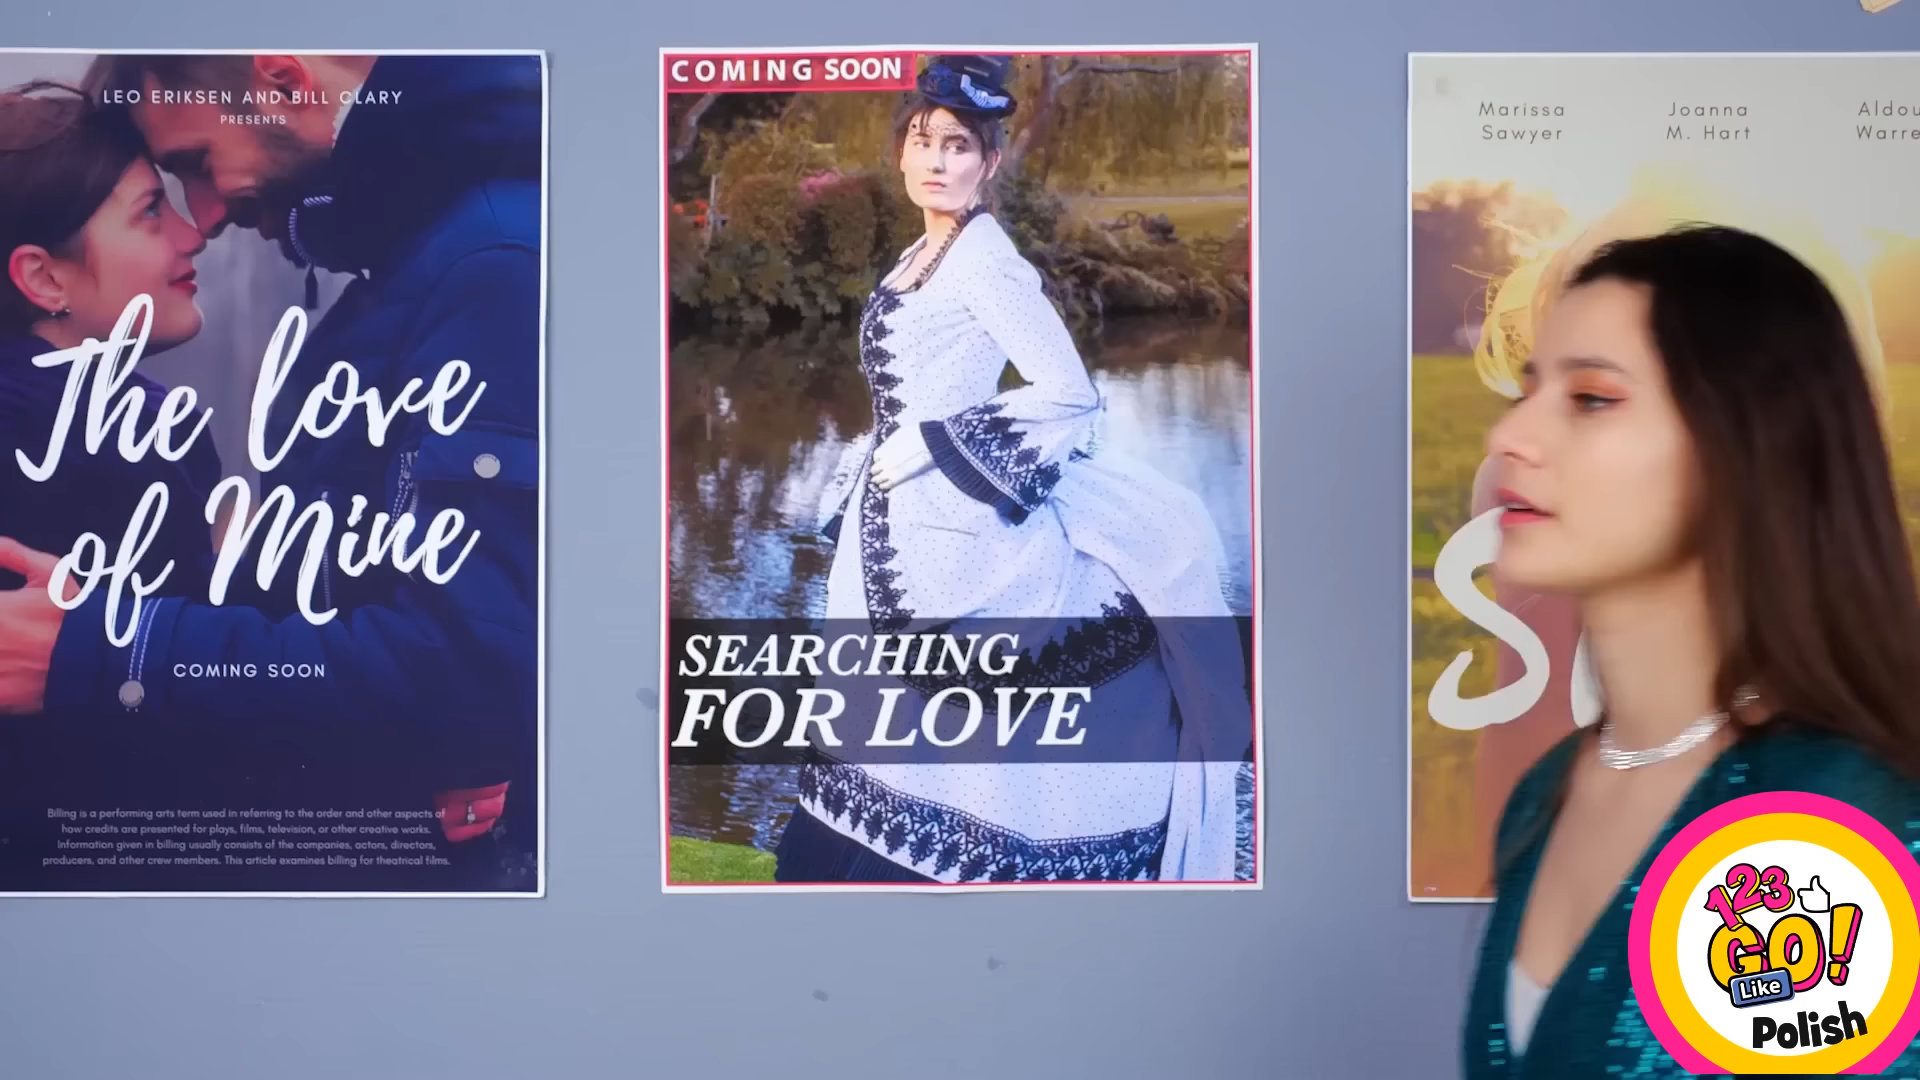 LEO ERIKSEN AND BILL CLARY
PRESENTS
The love
of Mine
COMING SOON
Billing is a performing arts term used in referring to the order and other aspects of
how credits are presented for plays, films, television, or other creative works.
Information given in billing usually consists of the companies, actors, directors,
producers, and other crew members. This article examines billing for theatrical films.
COMING SOON
SEARCHING
FOR LOVE
Marissa
Sawyer
Joanna
M. Hart
123
GO!
Like
Polish